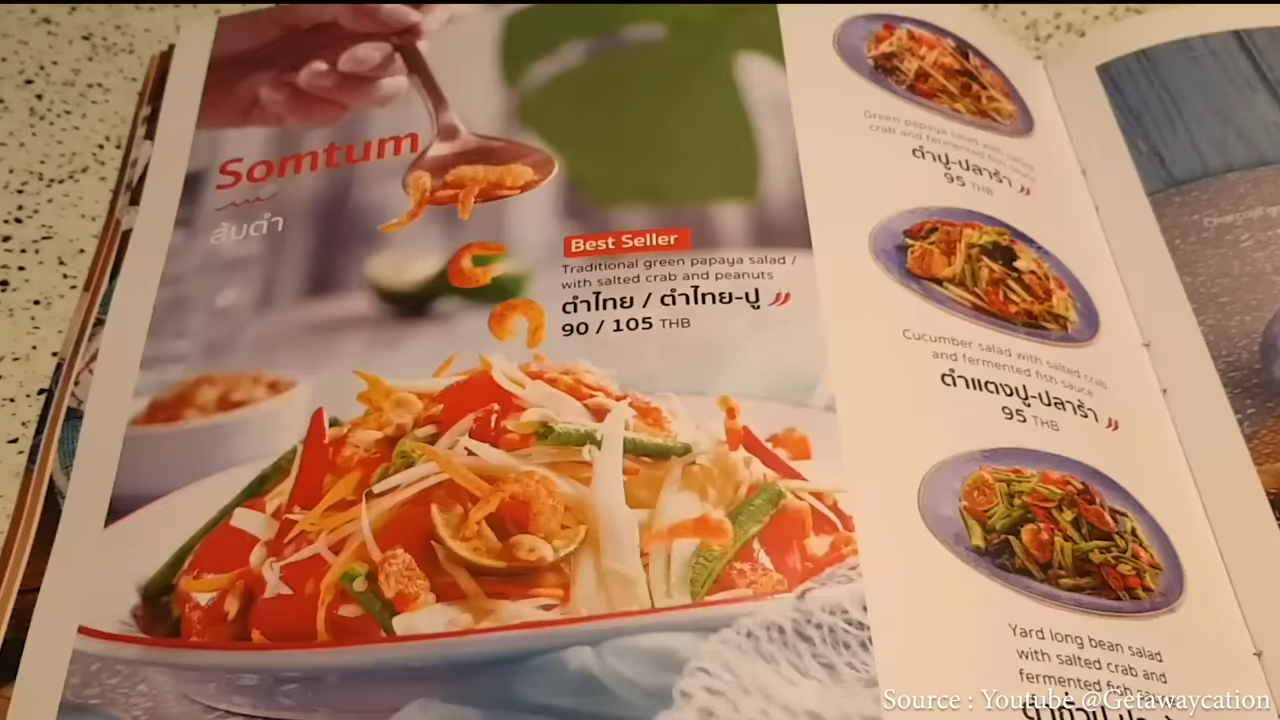 Somtum
ส้มตำ
Best Seller
Traditional green papaya salad /
with salted crab and peanuts
ตำไทย / ตำไทย-ปู
90 / 105 THB
Green papaya salad with salted
crab and fermented fish sauce
ตำปู-ปลาร้า
95 THB
Cucumber salad with salted crab
and fermented fish sauce
ตำแตงปู-ปลาร้า
95 THB
Yard long bean salad
with salted crab and
fermented fish
Source : Youtube @Getawaycation